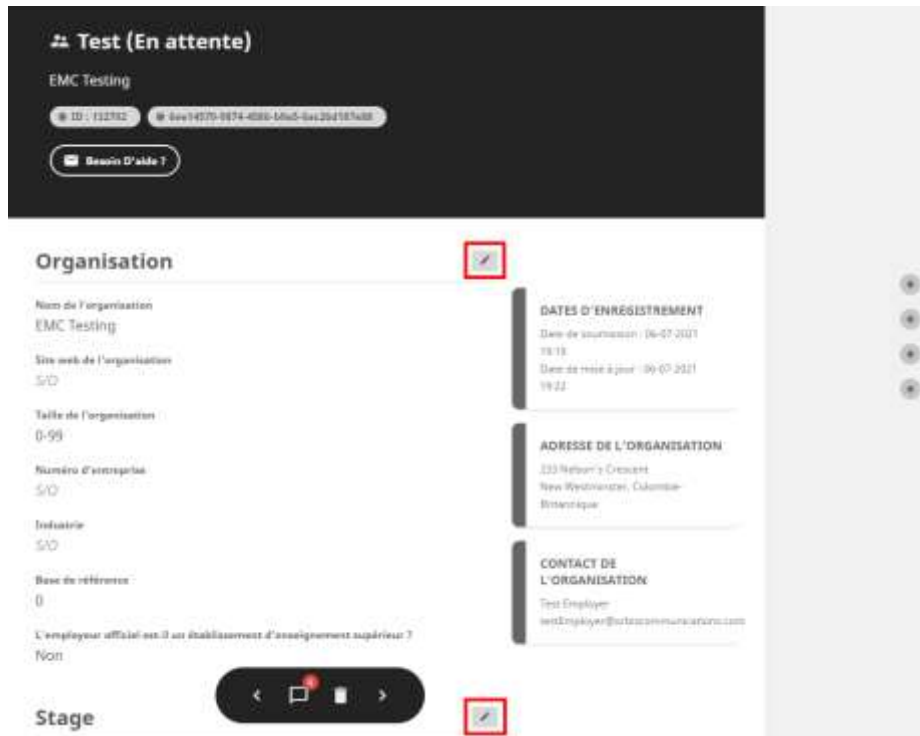 Test (En attente)
EMC Testing
ID : 132702
Besoin D'aide ?
Organisation
Nom de l'organisation
EMC Testing
Site web de l'organisation
S/O
Taille de l'organisation
0-99
Numéro d'entreprise
S/O
Industrie
S/O
Base de référence
0
L'employeur officiel est-il un établissement d'enseignement supérieur ?
Non
Stage
DATES D'ENREGISTREMENT
Date de soumission : 06-07-2021
Date de mise à jour : 06-07-2021
19:22
ADRESSE DE L'ORGANISATION
233 Nelson's Crescent
New Westminster, Colombie-
Britannique
CONTACT DE
L'ORGANISATION
Test Employer